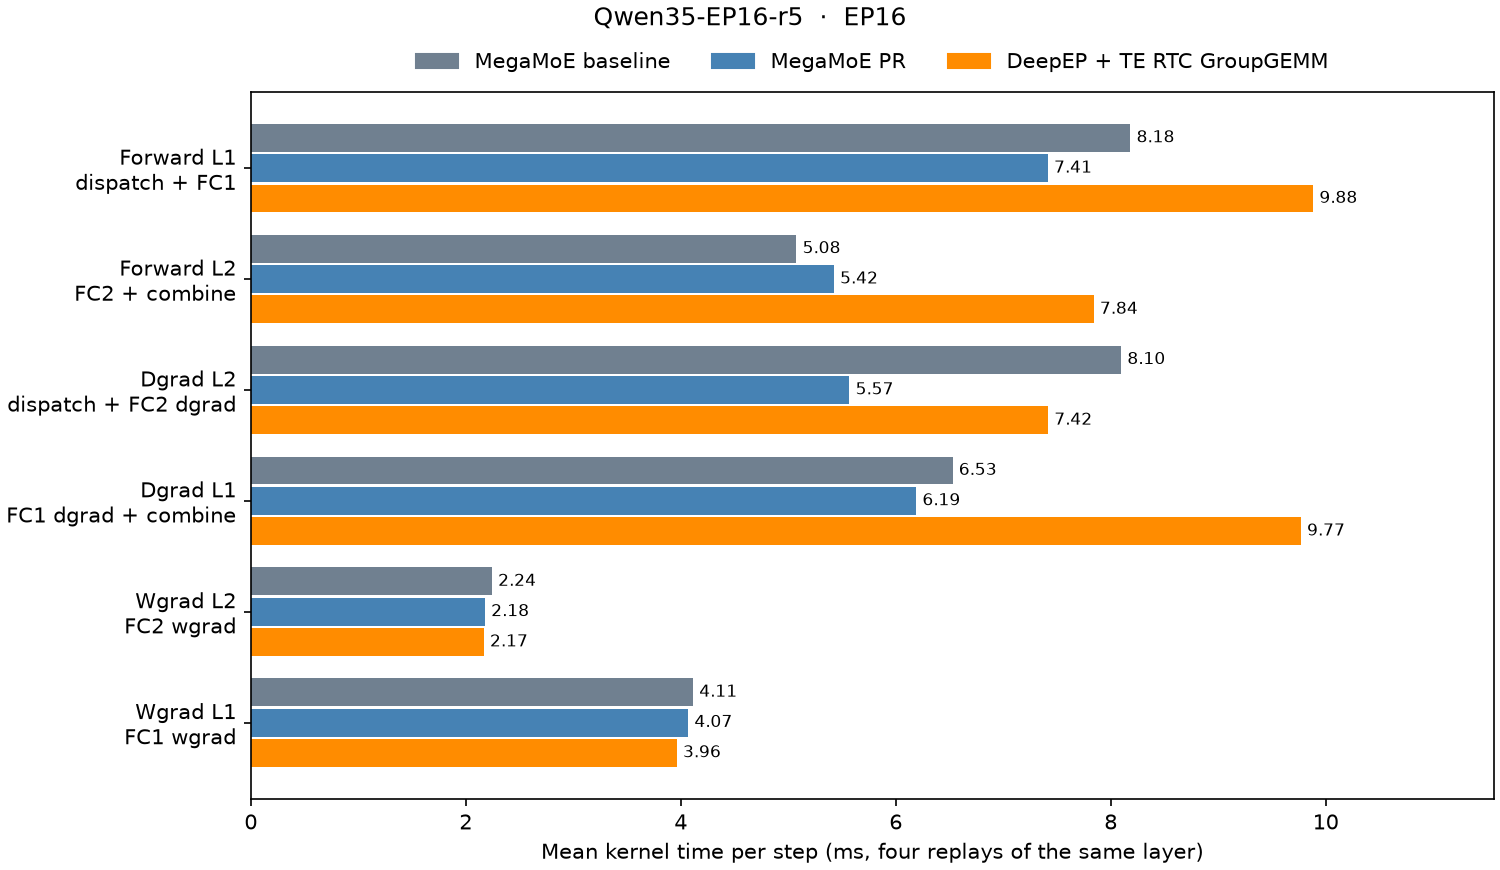 Qwen35-EP16-r5 · EP16
MegaMoE baseline MegaMoE PR DeepEP + TE RTC GroupGEMM
Forward L1
dispatch + FC1
8.18
7.41
9.88
Forward L2
FC2 + combine
5.08
5.42
7.84
Dgrad L2
dispatch + FC2 dgrad
8.10
5.57
7.42
Dgrad L1
FC1 dgrad + combine
6.53
6.19
9.77
Wgrad L2
FC2 wgrad
2.24
2.18
2.17
Wgrad L1
FC1 wgrad
4.11
4.07
3.96
0 2 4 6 8 10
Mean kernel time per step (ms, four replays of the same layer)